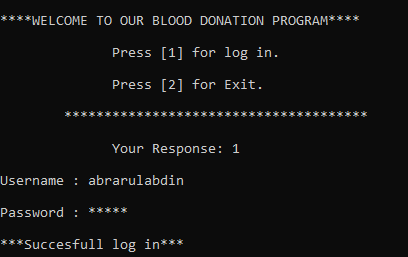 ****WELCOME TO OUR BLOOD DONATION PROGRAM****
Press [1] for log in.
Press [2] for Exit.
**************************************
Your Response: 1
Username : abrarulabdin
Password : *****
***Succesfull log in***